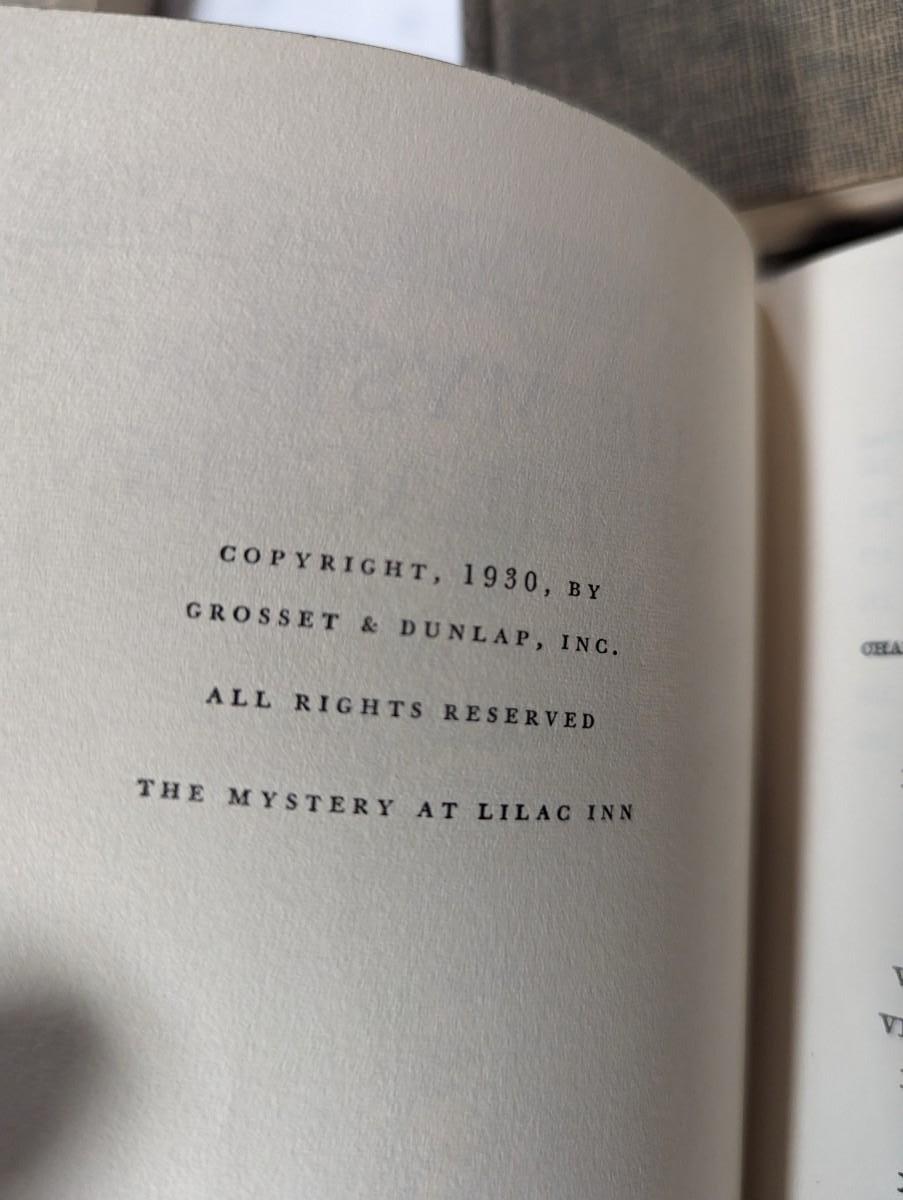 COPYRIGHT, 1930, BY
GROSSET & DUNLAP, INC.
ALL RIGHTS RESERVED
THE MYSTERY AT LILAC INN